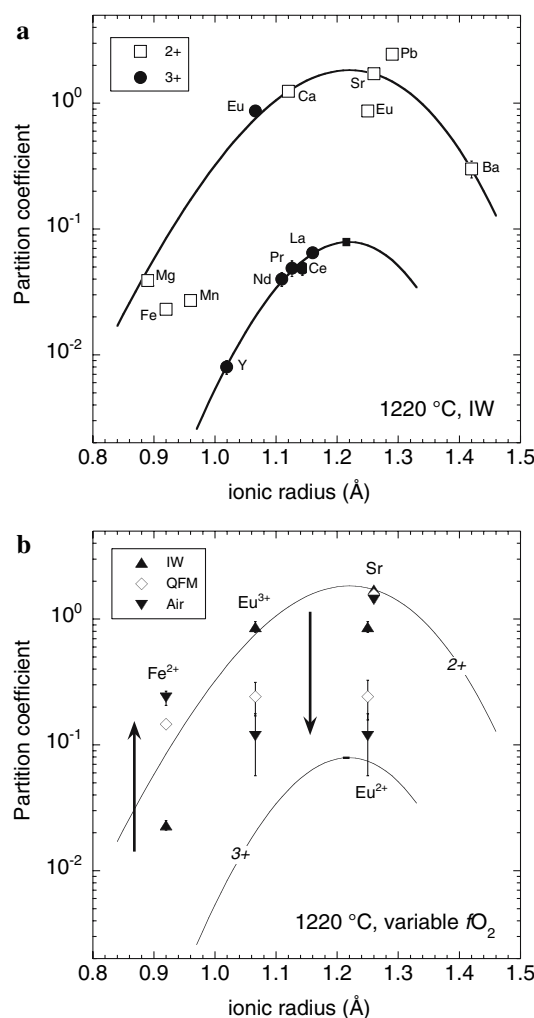 a
2+
3+
Pb
Sr
Ca
Eu
Eu
Ba
La
Pr
Ce
Nd
Mg
Fe
Mn
Y
10⁰
10⁻¹
10⁻²
Partition coefficient
1220 °C, IW
0.8 0.9 1.0 1.1 1.2 1.3 1.4 1.5
ionic radius (Å)
b
IW
QFM
Air
Sr
Eu³⁺
Fe²⁺
2+
Eu²⁺
3+
10⁰
10⁻¹
10⁻²
Partition coefficient
1220 °C, variable fO₂
0.8 0.9 1.0 1.1 1.2 1.3 1.4 1.5
ionic radius (Å)